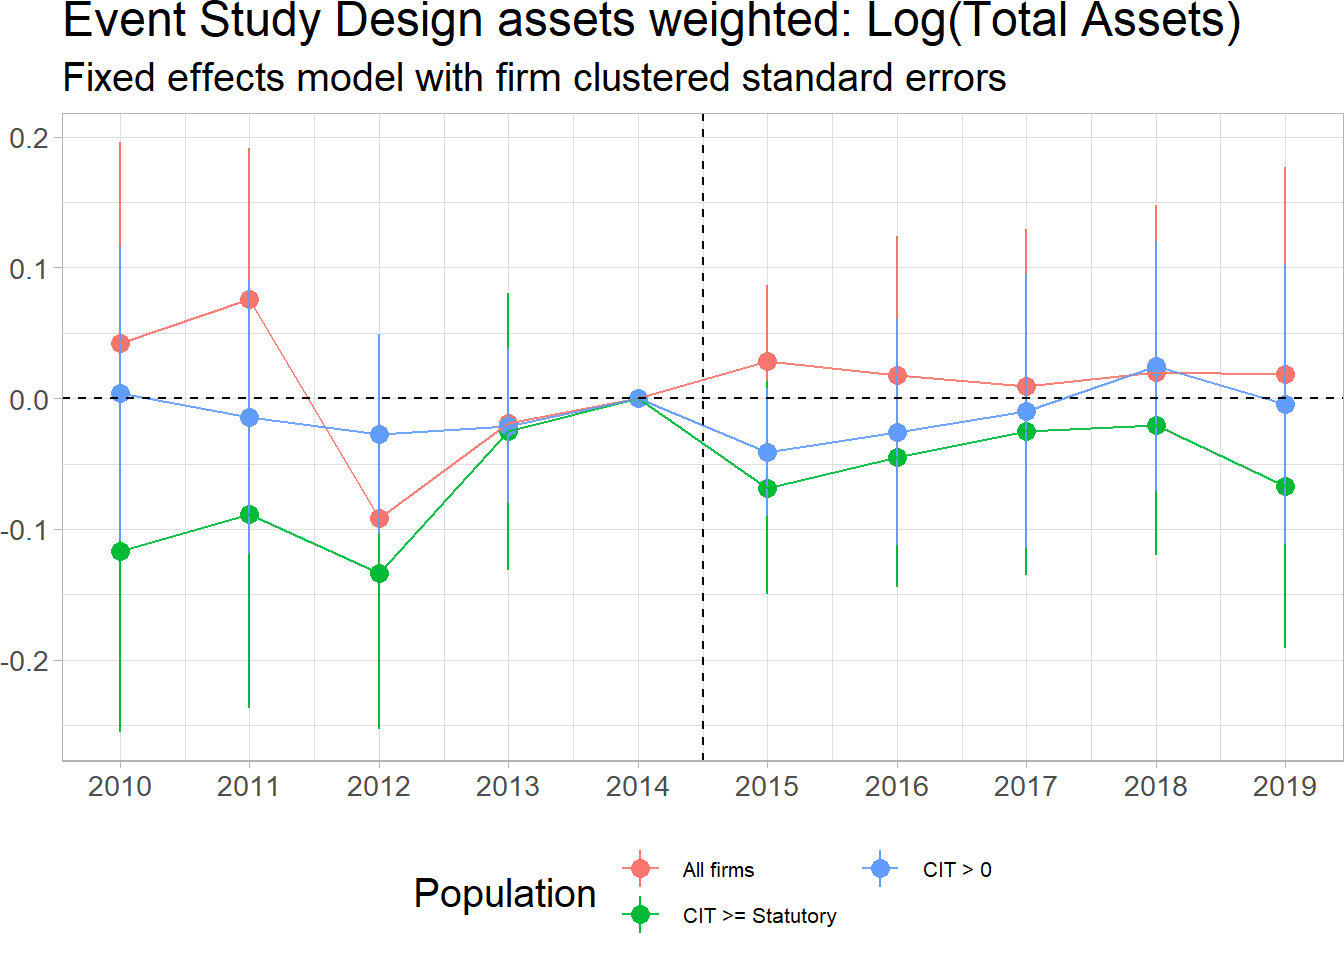 Event Study Design assets weighted: Log(Total Assets)
Fixed effects model with firm clustered standard errors
0.2
0.1
0.0
-0.1
-0.2
2010 2011 2012 2013 2014 2015 2016 2017 2018 2019
Population
All firms
CIT > 0
CIT >= Statutory